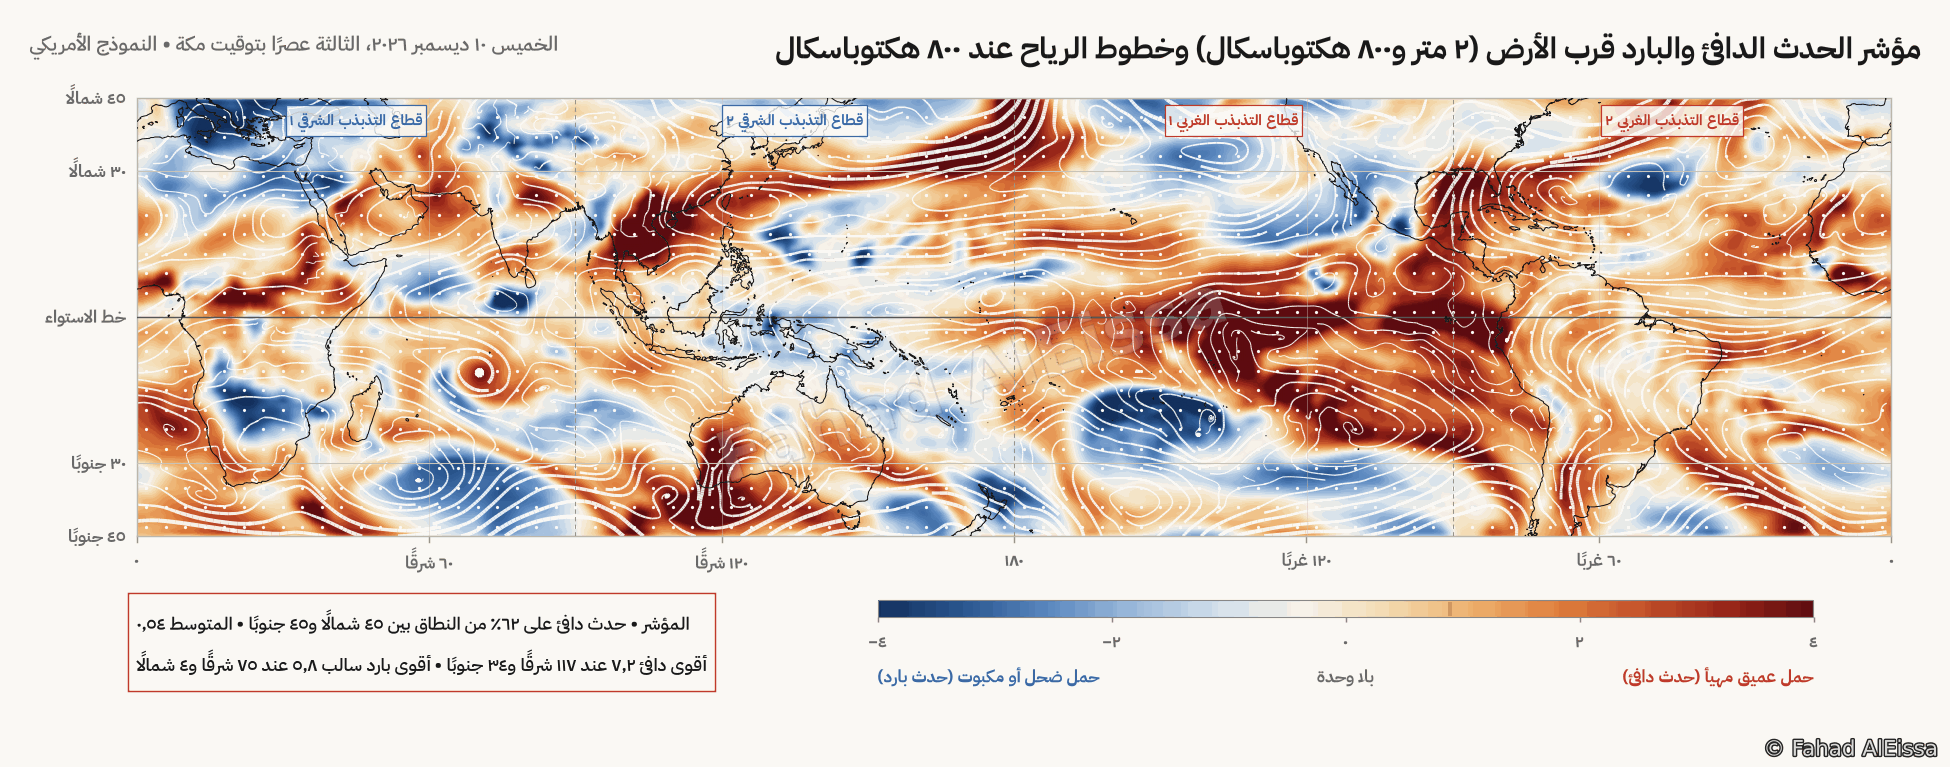 مؤشر الحدث الدافئ والبارد قرب الأرض (٢ متر و٨٠٠ هكتوباسكال) وخطوط الرياح عند ٨٠٠ هكتوباسكال
الخميس ١٠ ديسمبر ٢٠٢٦، الثالثة عصرًا بتوقيت مكة • النموذج الأمريكي
٤٥ شمالًا
٣٠ شمالًا
خط الاستواء
٣٠ جنوبًا
٤٥ جنوبًا
قطاع التذبذب الشرقي ١
قطاع التذبذب الشرقي ٢
قطاع التذبذب الغربي ١
قطاع التذبذب الغربي ٢
Fahad AlEissa
٠
٦٠ شرقًا
١٢٠ شرقًا
١٨٠
١٢٠ غربًا
٦٠ غربًا
٠
المؤشر • حدث دافئ على ٦٢٪ من النطاق بين ٤٥ شمالًا و٤٥ جنوبًا • المتوسط ٠٫٥٤
أقوى دافئ ٧٫٢ عند ١١٧ شرقًا و٣٤ جنوبًا • أقوى بارد سالب ٥٫٨ عند ٧٥ شرقًا و٤ شمالًا
−٤
−٢
٠
٢
٤
حمل ضحل أو مكبوت (حدث بارد)
بلا وحدة
حمل عميق مهيأ (حدث دافئ)
© Fahad AlEissa